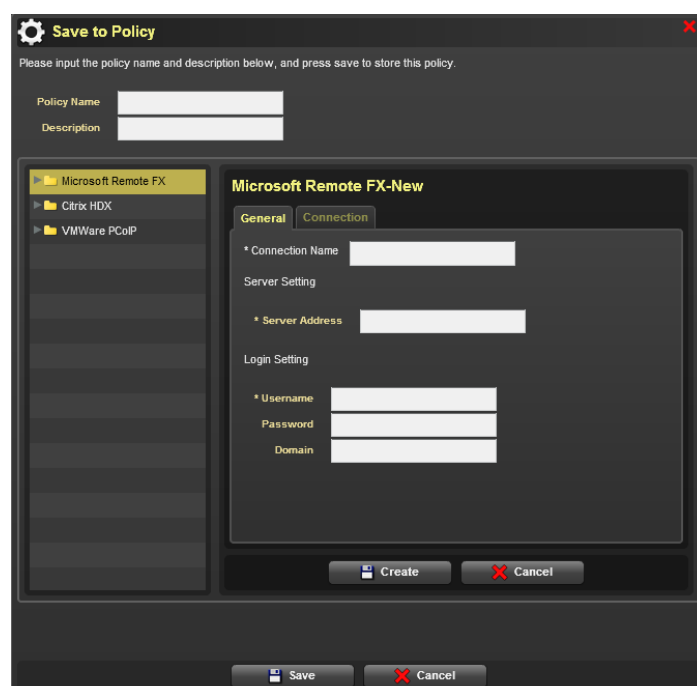 Save to Policy
Please input the policy name and description below, and press save to store this policy.
Policy Name
Description
Microsoft Remote FX
Citrix HDX
VMWare PCoIP
Microsoft Remote FX-New
General Connection
* Connection Name
Server Setting
* Server Address
Login Setting
* Username
Password
Domain
Create Cancel
Save Cancel